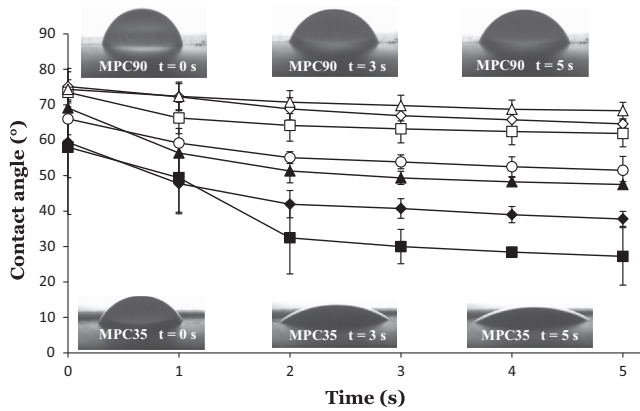 MPC90 t = 0 s
MPC90 t = 3 s
MPC90 t = 5 s
Contact angle (°)
90
80
70
60
50
40
30
20
10
0
MPC35 t = 0 s
MPC35 t = 3 s
MPC35 t = 5 s
0 1 2 3 4 5
Time (s)